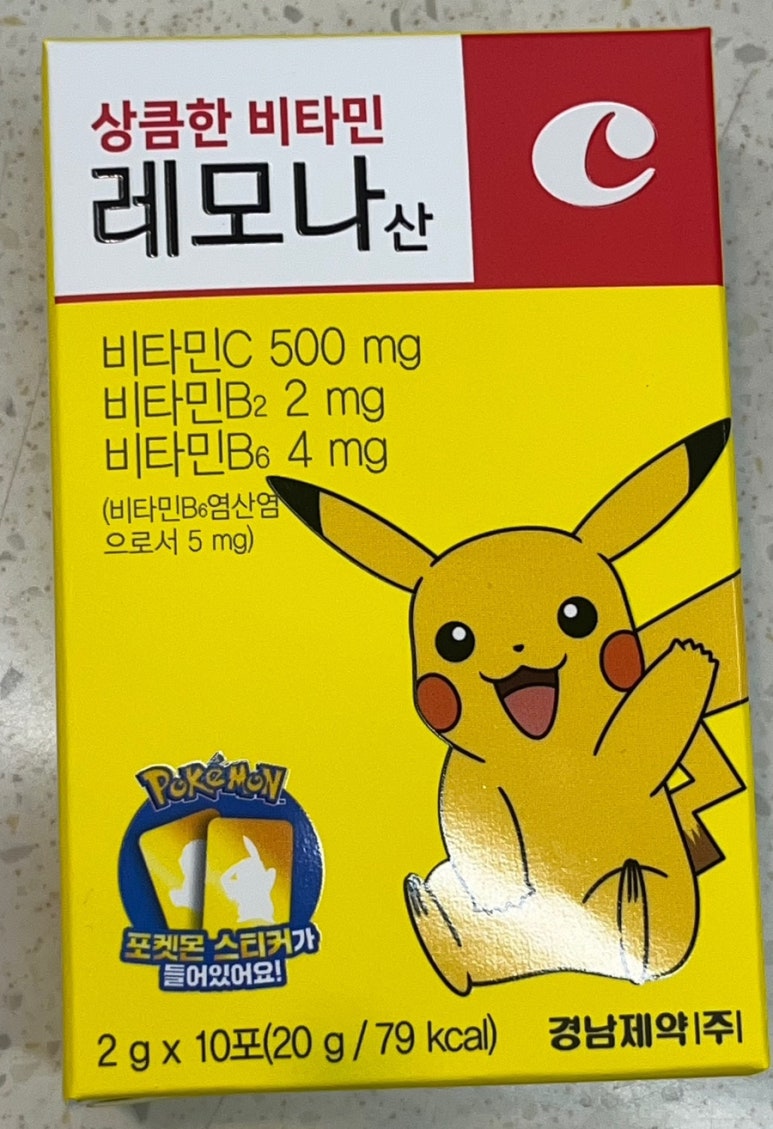 상큼한 비타민
레모나산
C
비타민C 500 mg
비타민B2 2 mg
비타민B6 4 mg
(비타민B6염산염
으로서 5 mg)
POKéMON
포켓몬 스티커가
들어있어요!
2 g x 10포(20 g / 79 kcal)
경남제약|주|